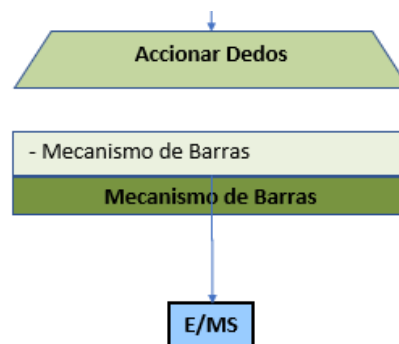 Accionar Dedos
- Mecanismo de Barras
Mecanismo de Barras
E/MS